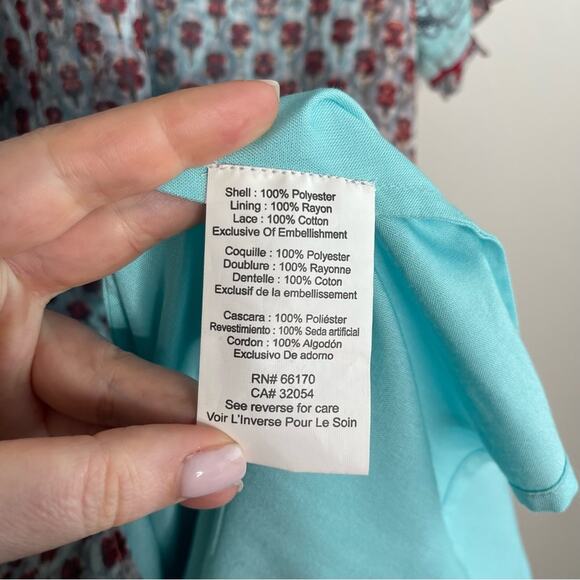 Shell : 100% Polyester
Lining : 100% Rayon
Lace : 100% Cotton
Exclusive Of Embellishment
Coquille : 100% Polyester
Doublure : 100% Rayonne
Dentelle : 100% Coton
Exclusif de la embellissement
Cascara : 100% Poliéster
Revestimiento : 100% Seda artificial
Cordon : 100% Algodón
Exclusivo De adorno
RN# 66170
CA# 32054
See reverse for care
Voir L'Inverse Pour Le Soin